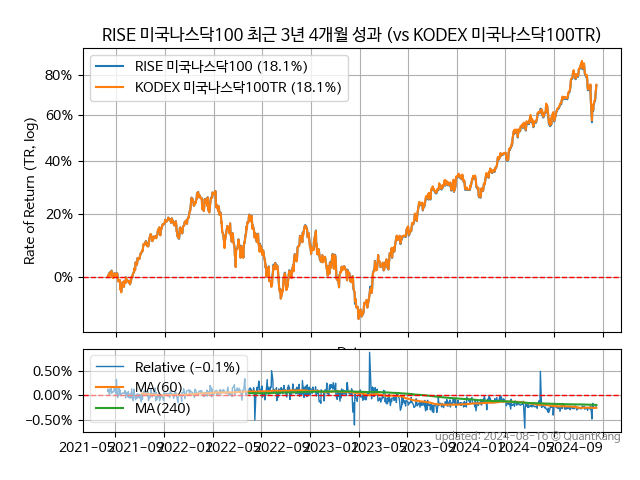 RISE 미국나스닥100 최근 3년 4개월 성과 (vs KODEX 미국나스닥100TR)
RISE 미국나스닥100 (18.1%)
KODEX 미국나스닥100TR (18.1%)
Rate of Return (TR, log)
80%
60%
40%
20%
0%
Relative (-0.1%)
MA(60)
MA(240)
0.50%
0.00%
-0.50%
2021-05 2021-09 2022-01 2022-05 2022-09 2023-01 2023-05 2023-09 2024-01 2024-05 2024-09
updated: 2024-08-16 © QuantKang